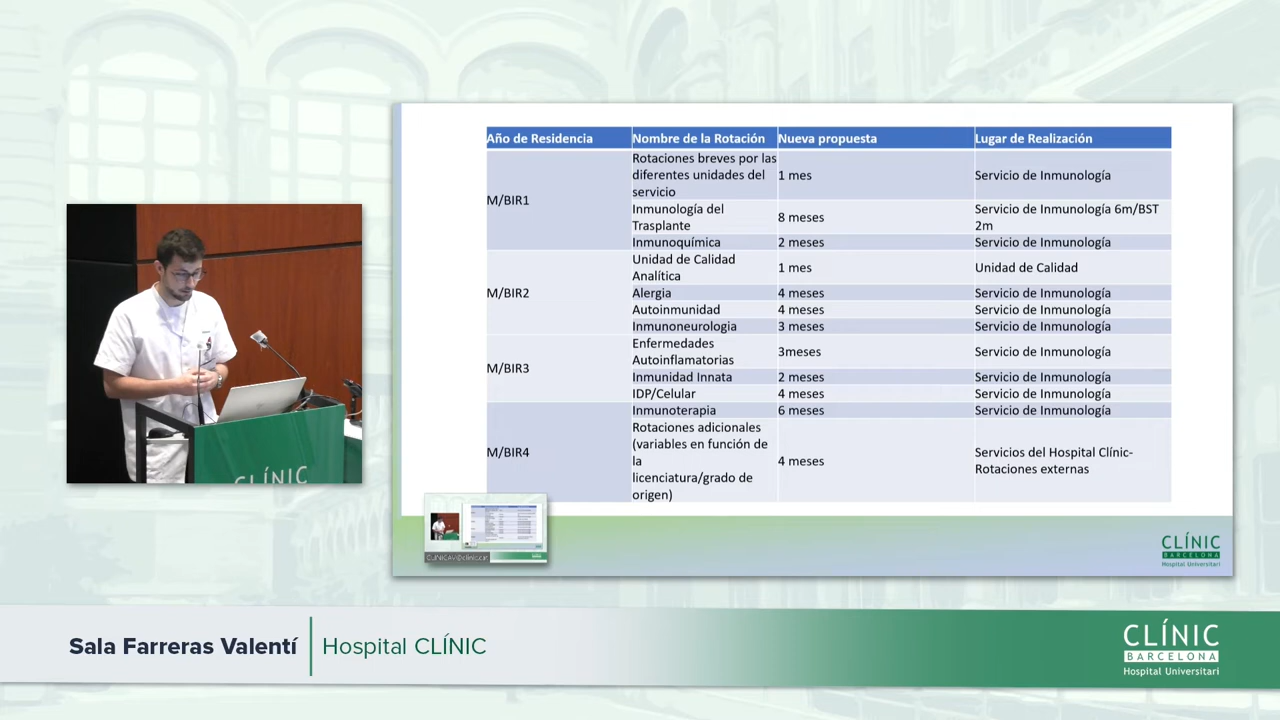 Año de Residencia Nombre de la Rotación Nueva propuesta Lugar de Realización
M/BIR1
Rotaciones breves por las
diferentes unidades del
servicio
1 mes
Servicio de Inmunología
Inmunología del
Trasplante
8 meses
Servicio de Inmunología 6m/BST
2m
Inmunoquímica
2 meses
Servicio de Inmunología
M/BIR2
Unidad de Calidad
Analítica
1 mes
Unidad de Calidad
Alergia
4 meses
Servicio de Inmunología
Autoinmunidad
4 meses
Servicio de Inmunología
Inmunoneurologia
3 meses
Servicio de Inmunología
M/BIR3
Enfermedades
Autoinflamatorias
3meses
Servicio de Inmunología
Inmunidad Innata
2 meses
Servicio de Inmunología
IDP/Celular
4 meses
Servicio de Inmunología
M/BIR4
Inmunoterapia
6 meses
Servicio de Inmunología
Rotaciones adicionales
(variables en función de
la
licenciatura/grado de
origen)
4 meses
Servicios del Hospital Clínic-
Rotaciones externas
CLÍNIC
CLÍNIC
BARCELONA
Hospital Universitari
Sala Farreras Valentí
Hospital CLÍNIC
CLÍNIC
BARCELONA
Hospital Universitari